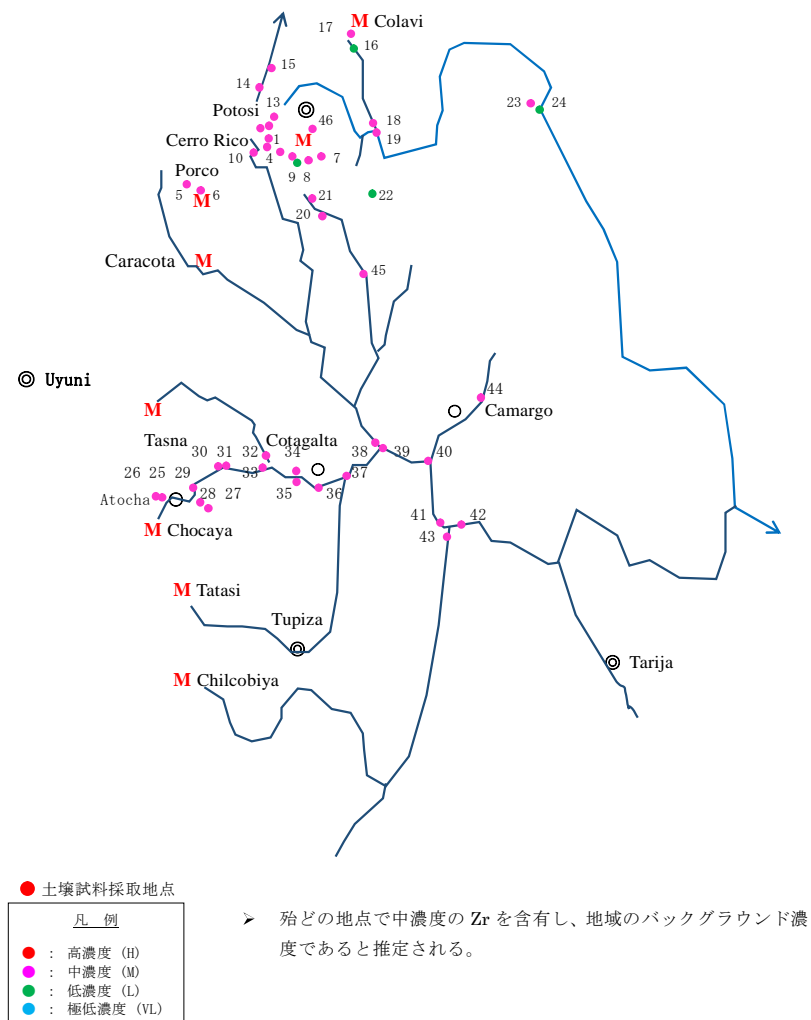 17 M Colavi
16
15
14
Potosi 13
46
18
23 24
Cerro Rico 1 M
19
10 4 7
9 8
Porco
5 6
M
21
22
20
Caracota M
45
◎ Uyuni
M
44
Camargo
Tasna
Cotagalta
38 39 40
30 31 32 34
33 37
26 25 29
35 36
Atocha 28 27
41 42
M Chocaya
43
M Tatasi
Tupiza
Tarija
M Chilcobiya
● 土壌試料採取地点
凡 例
● : 高濃度 (H)
● : 中濃度 (M)
● : 低濃度 (L)
● : 極低濃度 (VL)
➢ 殆どの地点で中濃度の Zr を含有し、地域のバックグラウンド濃
度であると推定される。